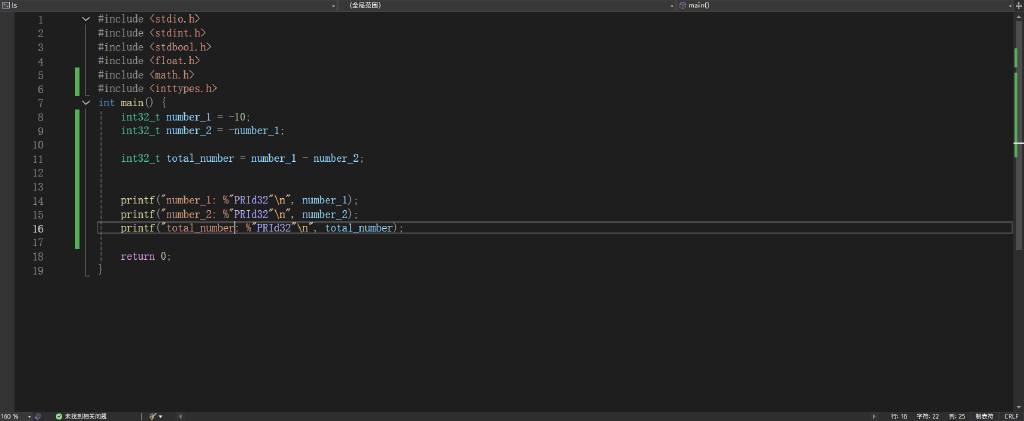 ls (全局范围) main()
1 #include <stdio.h>
2 #include <stdint.h>
3 #include <stdbool.h>
4 #include <float.h>
5 #include <math.h>
6 #include <inttypes.h>
7 int main() {
8 int32_t number_1 = -10;
9 int32_t number_2 = -number_1;
10
11 int32_t total_number = number_1 - number_2;
12
13
14 printf("number_1: %"PRId32"\n", number_1);
15 printf("number_2: %"PRId32"\n", number_2);
16 printf("total_number: %"PRId32"\n", total_number);
17
18 return 0;
19 }
160 % 未找到相关问题 行: 16 字符: 22 列: 25 制表符 CRLF